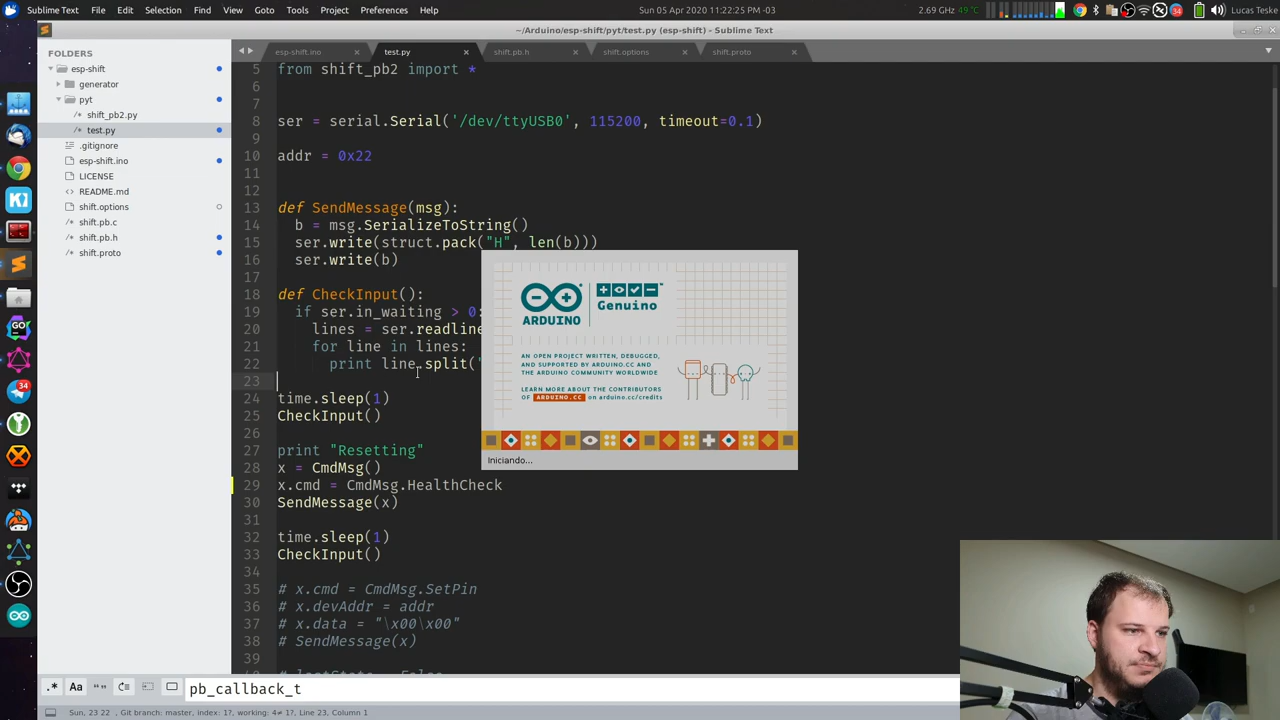 Sublime Text File Edit Selection Find View Goto Tools Project Preferences Help
Sun 05 Apr 2020 11:22:25 PM -03
2.69 GHz 49°C
34
Lucas Teske
~/Arduino/esp-shift/pyt/test.py (esp-shift) - Sublime Text
FOLDERS
esp-shift
generator
pyt
/* shift_pb2.py
/* test.py
.gitignore
esp-shift.ino
LICENSE
README.md
shift.options
shift.pb.c
shift.pb.h
shift.proto
esp-shift.ino × test.py × shift.pb.h × shift.options × shift.proto ×
5 from shift_pb2 import *
6
7
8 ser = serial.Serial('/dev/ttyUSB0', 115200, timeout=0.1)
9
10 addr = 0x22
11
12
13 def SendMessage(msg):
14 b = msg.SerializeToString()
15 ser.write(struct.pack("H", len(b)))
16 ser.write(b)
17
18 def CheckInput():
19 if ser.in_waiting > 0:
20 lines = ser.readline
21 for line in lines:
22 print line.split("
23
24 time.sleep(1)
25 CheckInput()
26
27 print "Resetting"
28 x = CmdMsg()
29 x.cmd = CmdMsg.HealthCheck
30 SendMessage(x)
31
32 time.sleep(1)
33 CheckInput()
34
35 # x.cmd = CmdMsg.SetPin
36 # x.devAddr = addr
37 # x.data = "\x00\x00"
38 # SendMessage(x)
39
ARDUINO
Genuino
AN OPEN PROJECT WRITTEN, DEBUGGED,
AND SUPPORTED BY ARDUINO.CC AND
THE ARDUINO COMMUNITY WORLDWIDE
LEARN MORE ABOUT THE CONTRIBUTORS
OF ARDUINO.CC on arduino.cc/credits
Iniciando...
34
.* Aa "" pb_callback_t
Sun, 23 22 , Git branch: master, index: 1?, working: 4≠ 1?, Line 23, Column 1